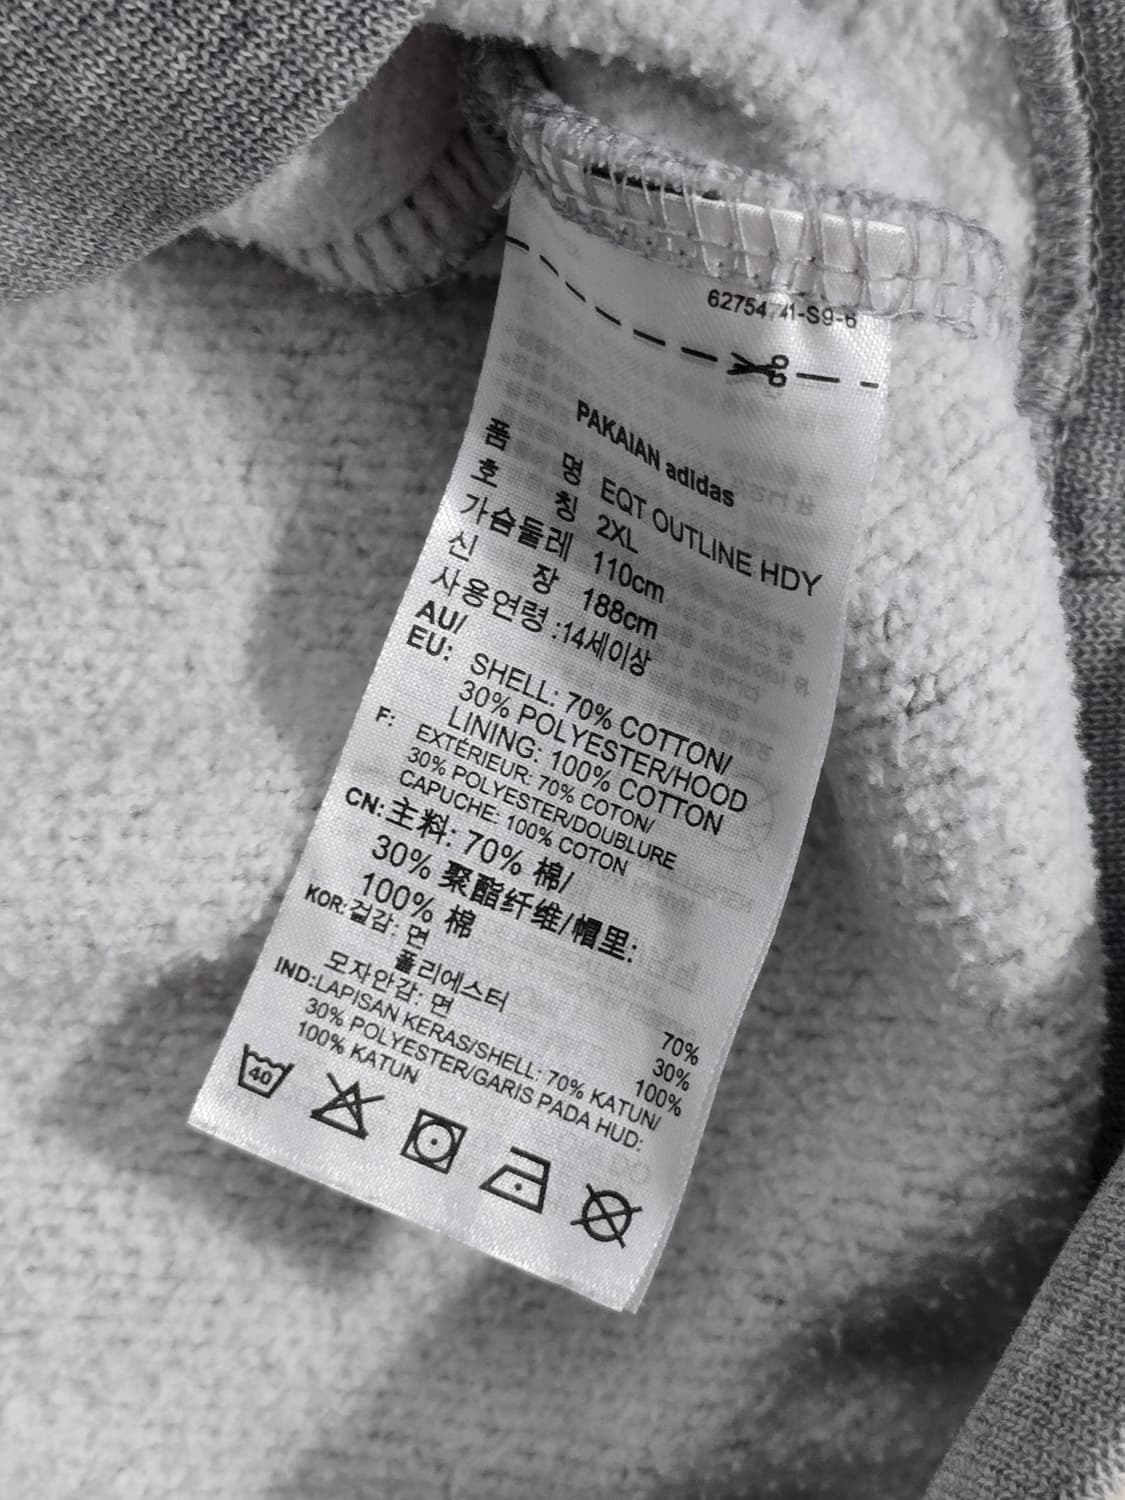 62754741-S9-6
PAKAIAN adidas
품 명 EQT OUTLINE HDY
호 칭 2XL
가슴둘레 110cm
신 장 188cm
사용연령 :14세이상
AU/
EU: SHELL: 70% COTTON/
30% POLYESTER/HOOD
LINING: 100% COTTON
F: EXTÉRIEUR: 70% COTON/
30% POLYESTER/DOUBLURE
CAPUCHE: 100% COTON
CN: 主料: 70% 棉/
30% 聚酯纤维/帽里:
100% 棉
KOR: 겉감: 면 70%
폴리에스터 30%
모자안감: 면 100%
IND: LAPISAN KERAS/SHELL: 70% KATUN/
30% POLYESTER/GARIS PADA HUD:
100% KATUN
40